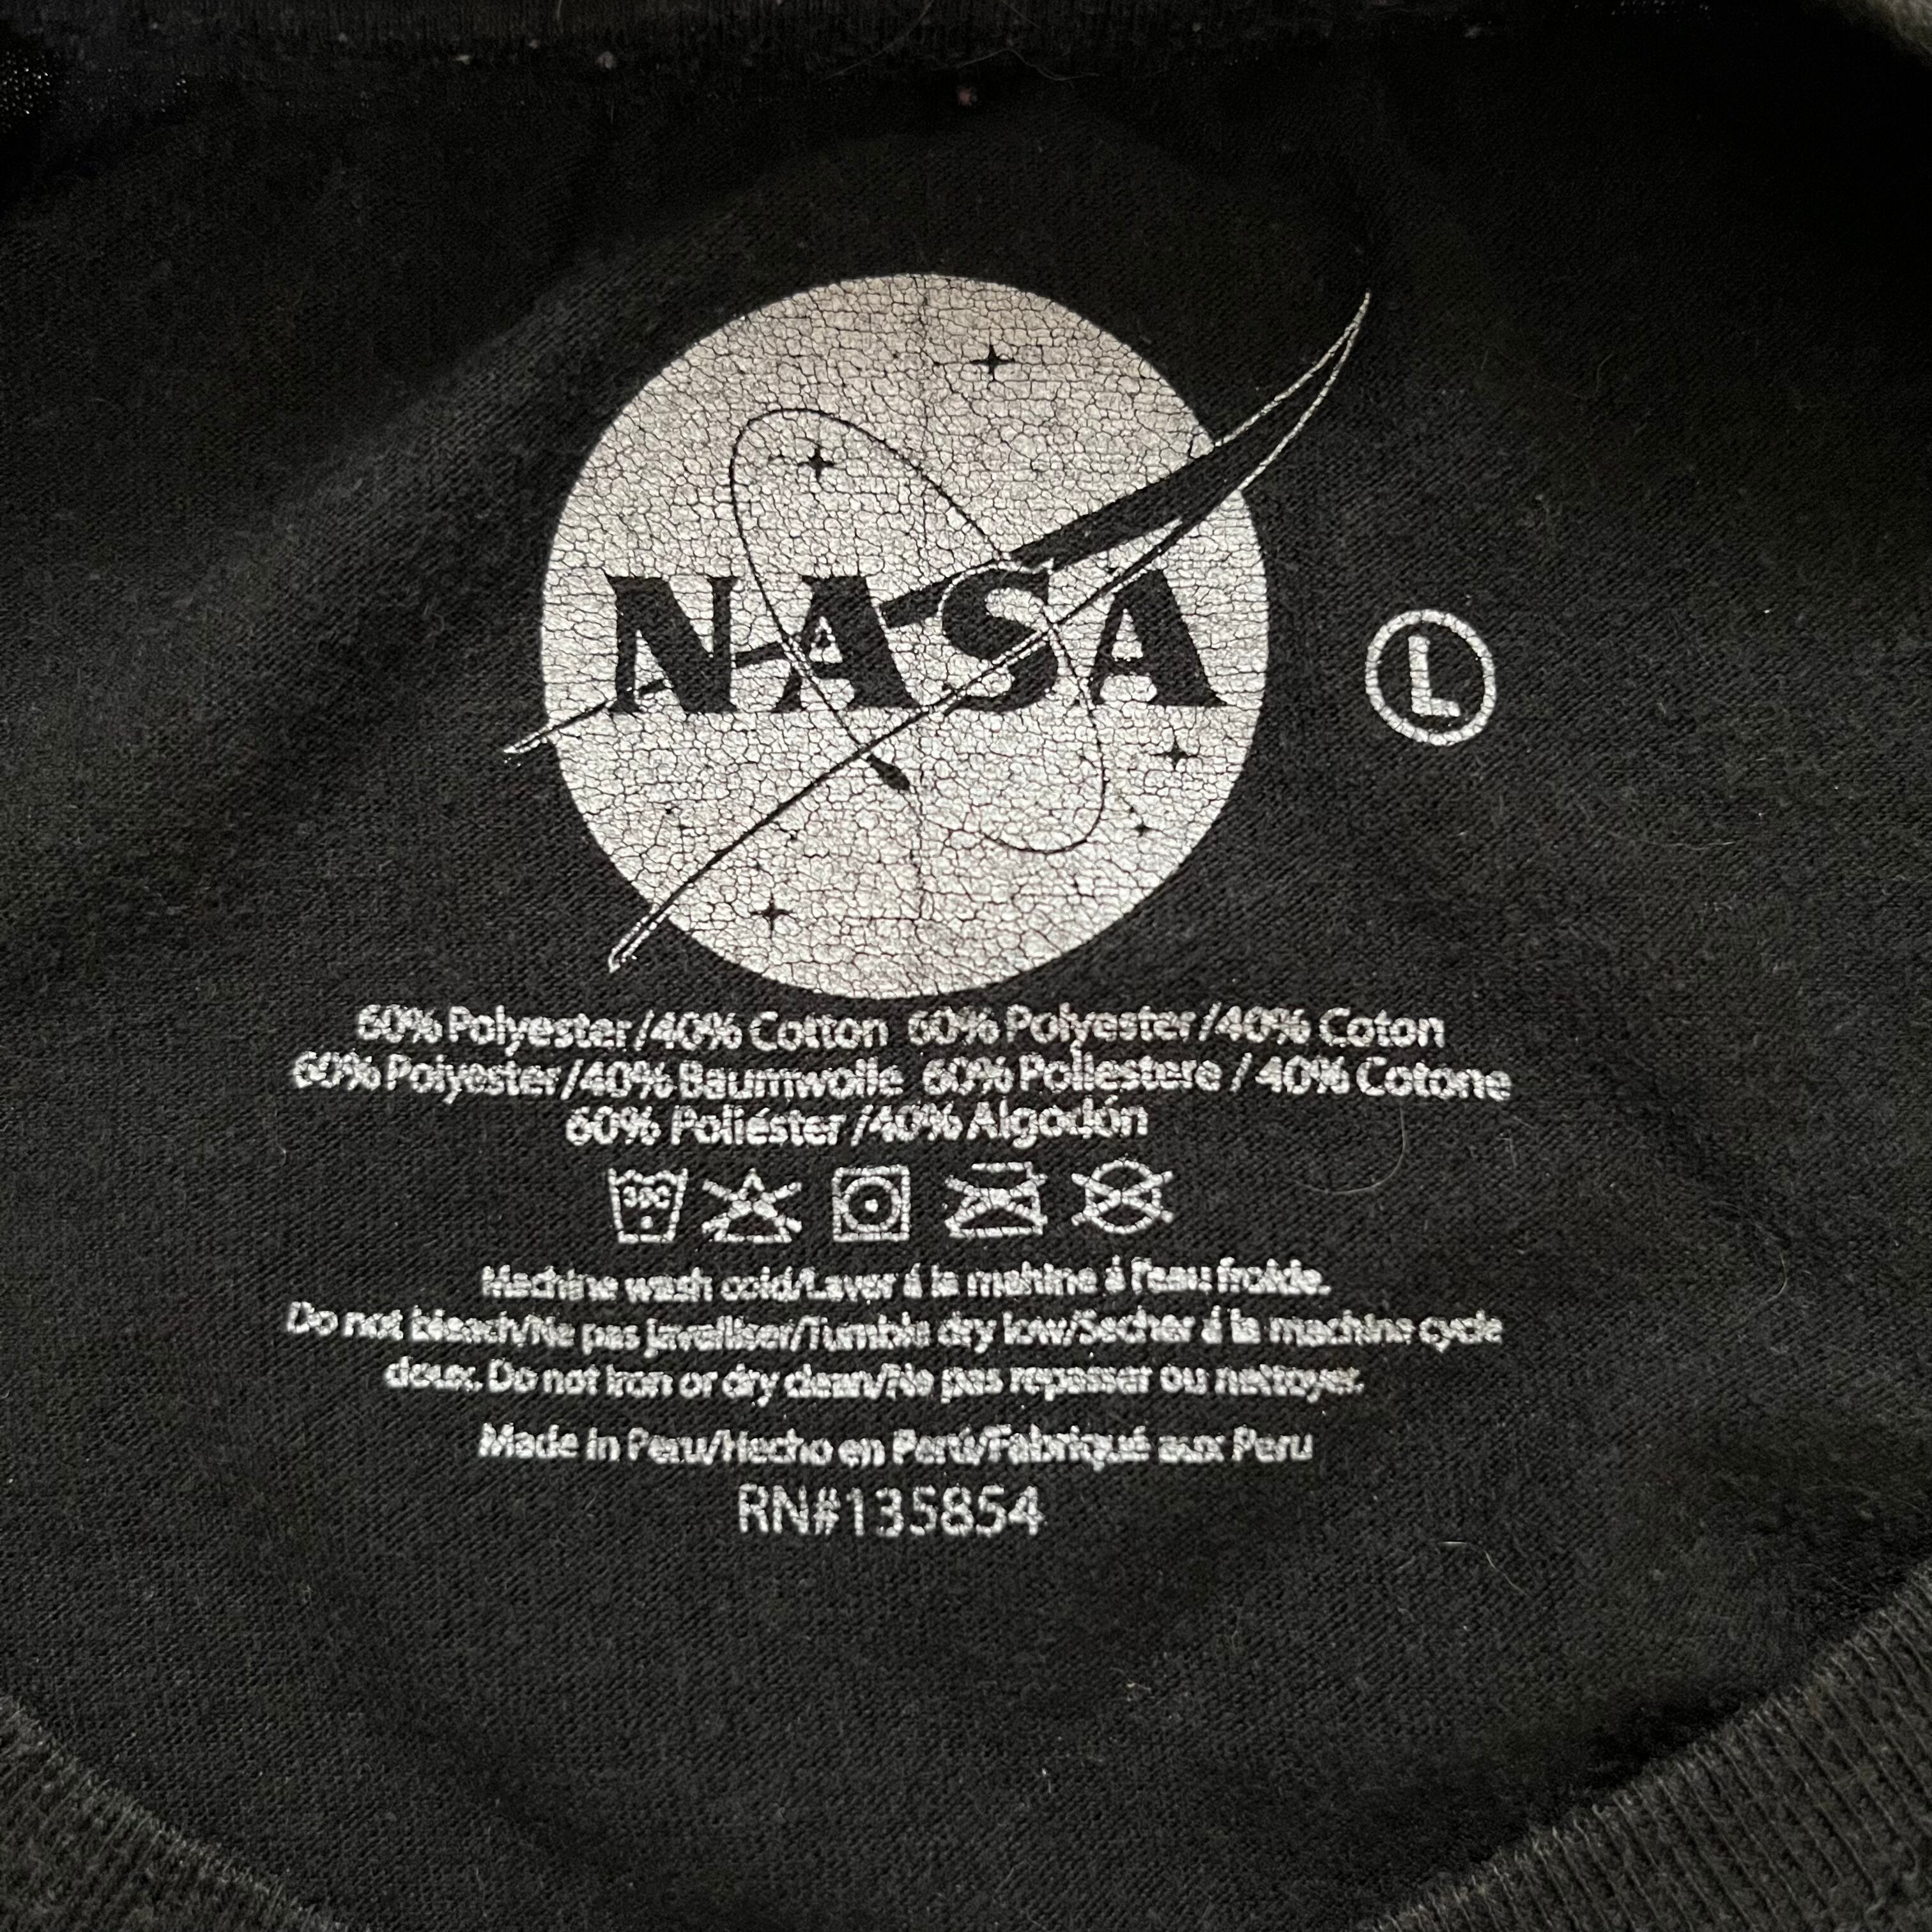 NASA
L
60% Polyester/40% Cotton 60% Polyester/40% Coton
60% Polyester/40% Baumwolle 60% Poliestere / 40% Cotone
60% Poliéster/40% Algodón
30C
Machine wash cold/Laver á la mahine á l'eau froide.
Do not bleach/Ne pas javelliser/Tumble dry low/Secher á la machine cycle
doux. Do not iron or dry clean/Ne pas repasser ou nettoyer.
Made in Peru/Hecho en Perú/Fabriqué aux Peru
RN#135854